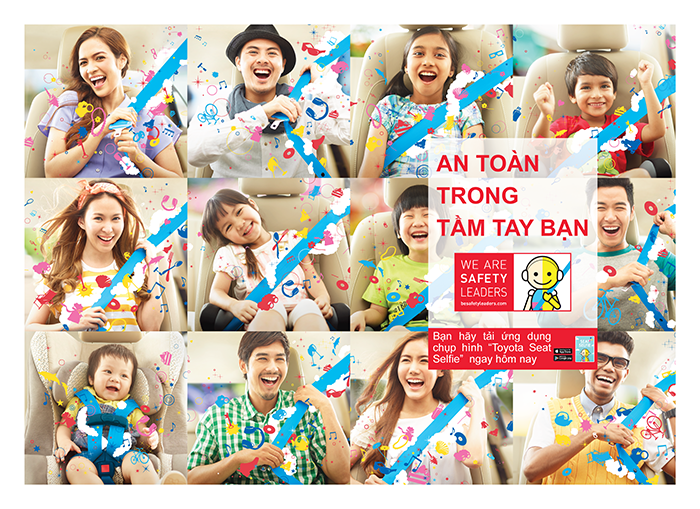 AN TOÀN
TRONG
TẦM TAY BẠN
WE ARE
SAFETY
LEADERS
besafetyleaders.com
Bạn hãy tải ứng dụng
chụp hình "Toyota Seat
Selfie" ngay hôm nay